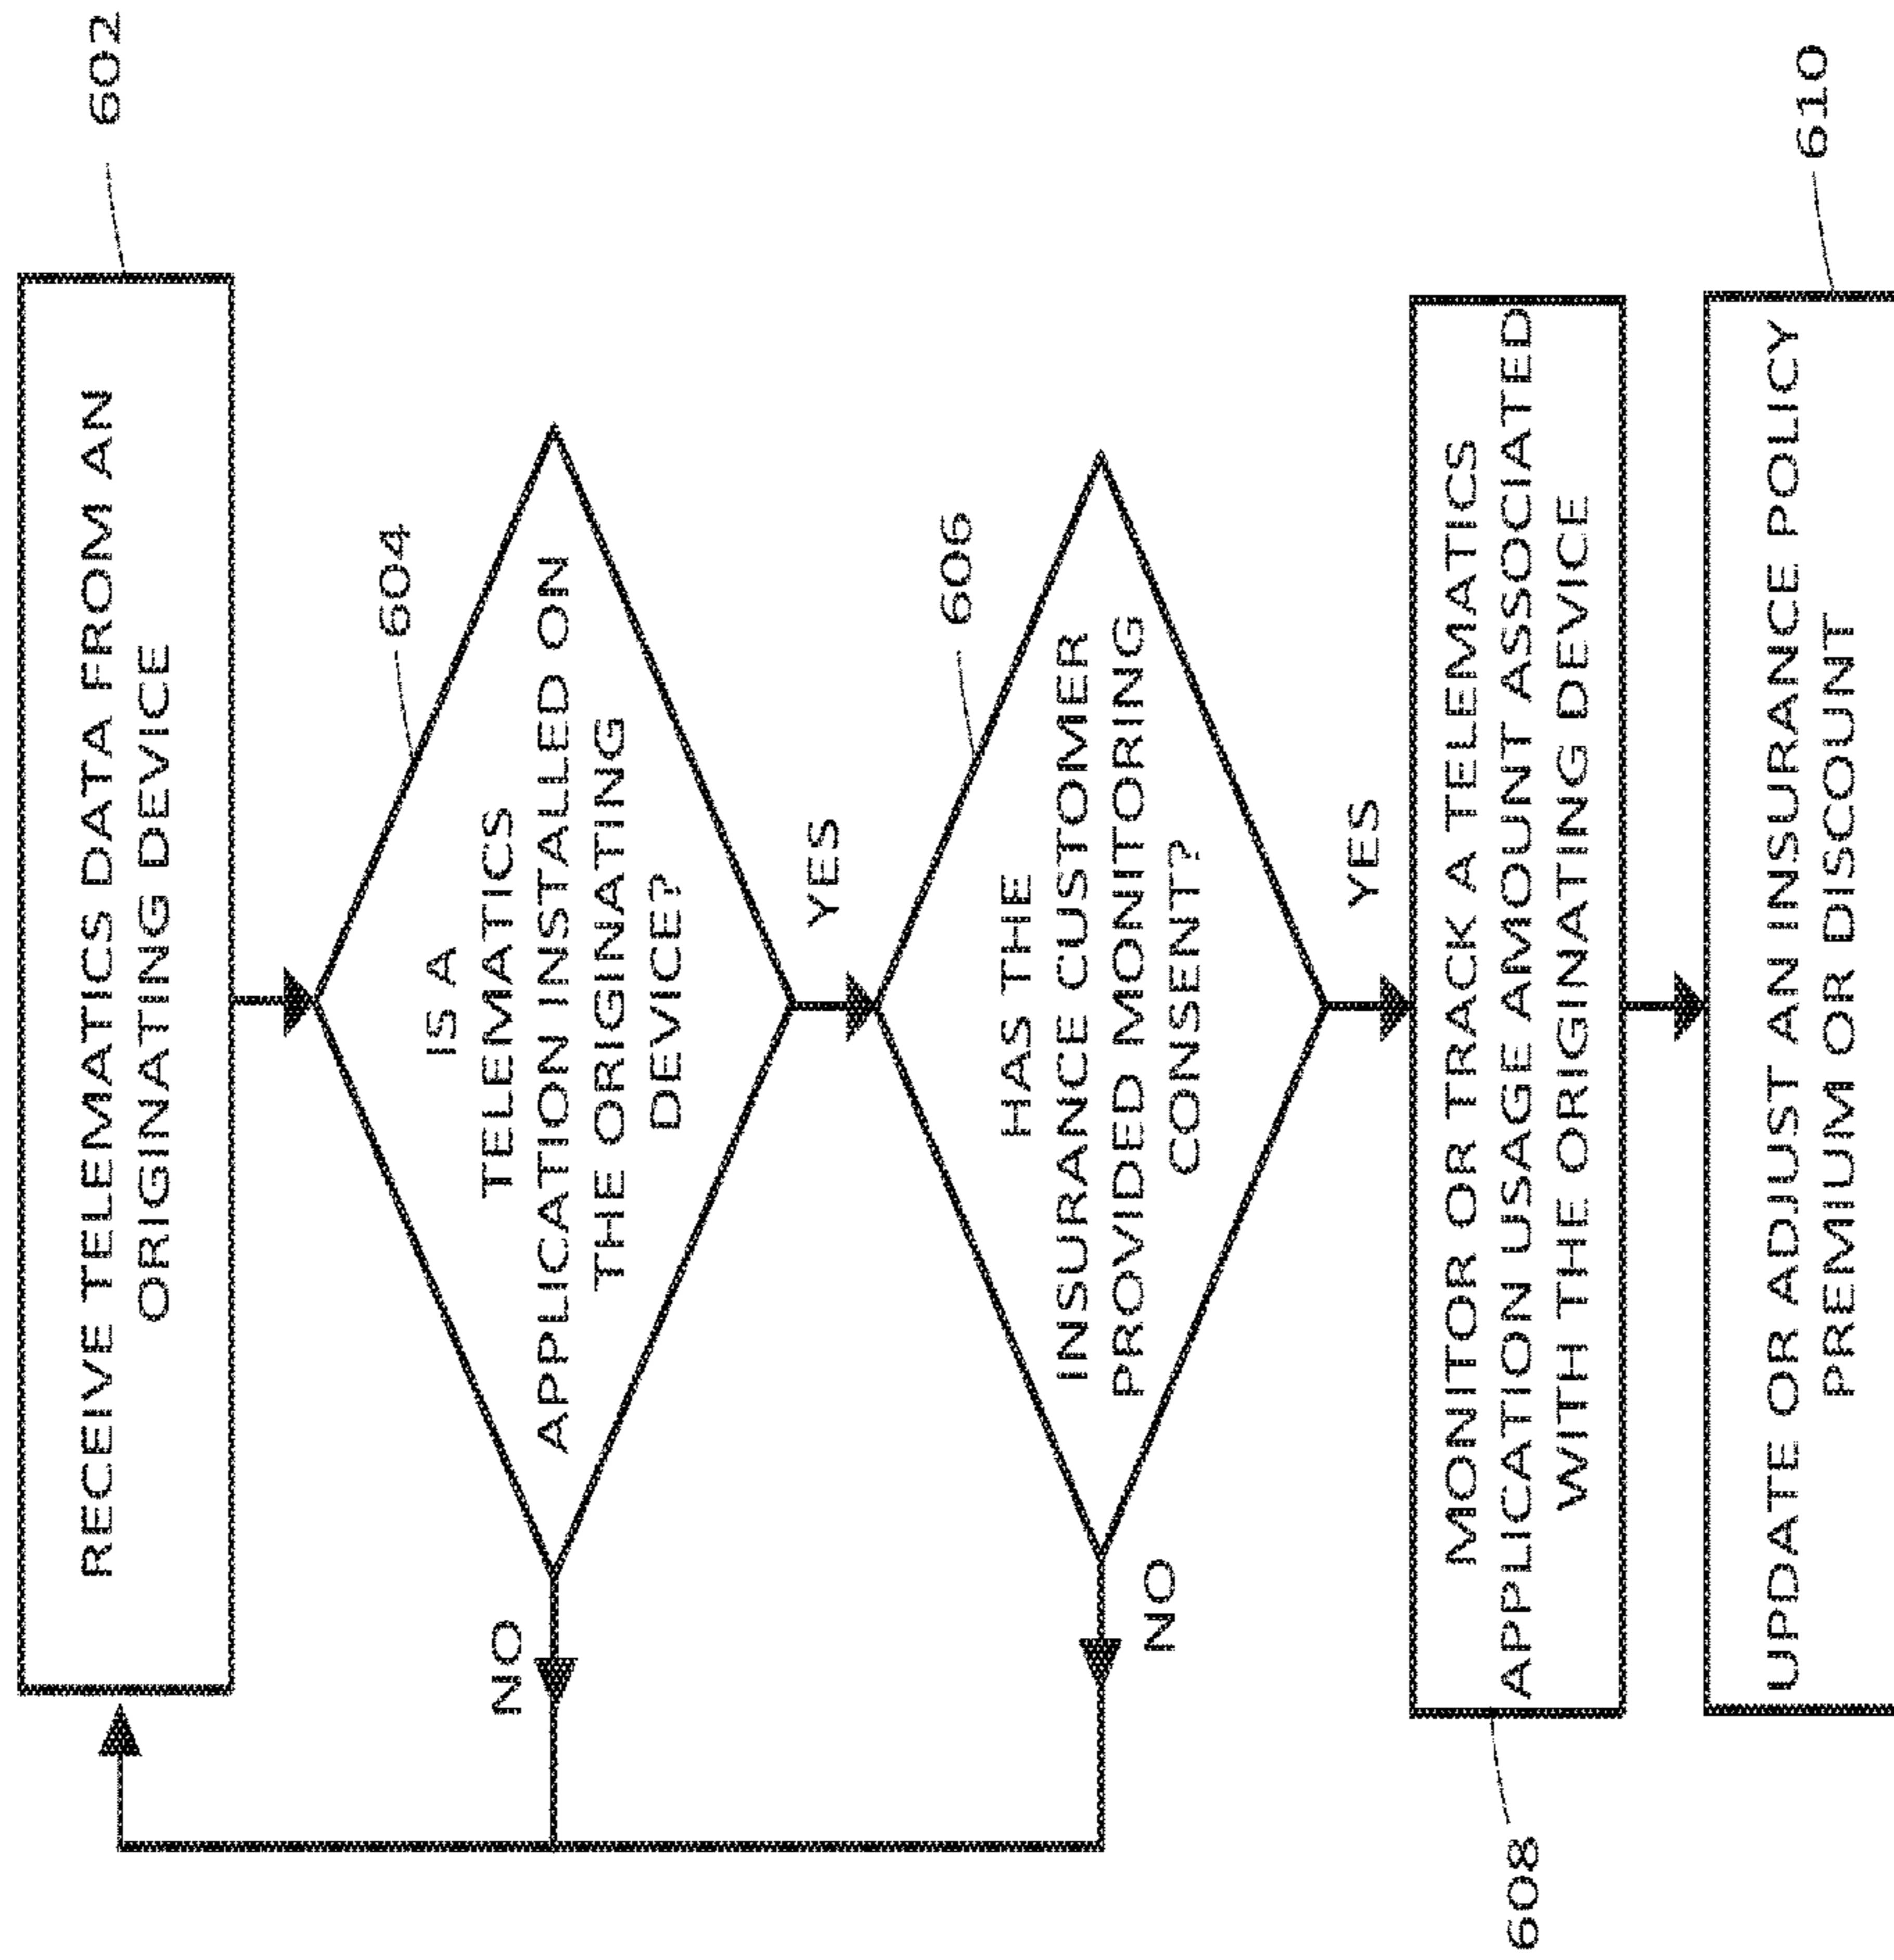 602
RECEIVE TELEMATICS DATA FROM AN
ORIGINATING DEVICE
604
IS A
TELEMATICS
APPLICATION INSTALLED ON
THE ORIGINATING
DEVICE?
NO
YES
606
HAS THE
INSURANCE CUSTOMER
PROVIDED MONITORING
CONSENT?
NO
YES
608
MONITOR OR TRACK A TELEMATICS
APPLICATION USAGE AMOUNT ASSOCIATED
WITH THE ORIGINATING DEVICE
610
UPDATE OR ADJUST AN INSURANCE POLICY
PREMIUM OR DISCOUNT